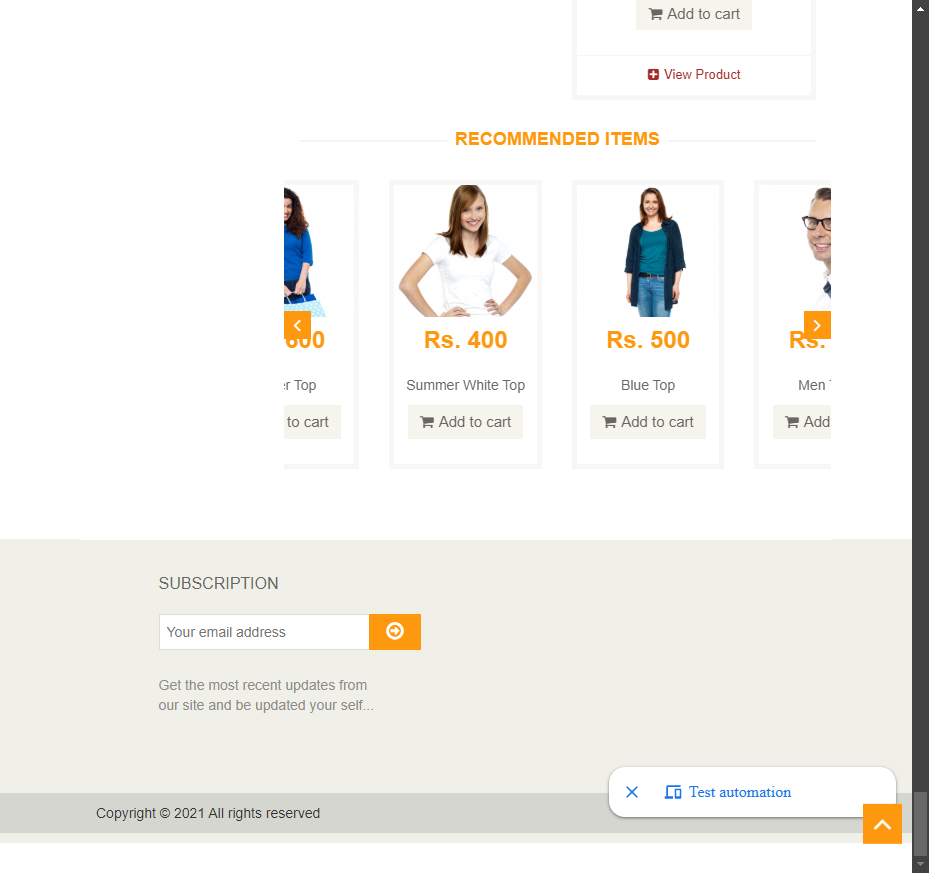 Add to cart
View Product
RECOMMENDED ITEMS
600 Rs. 400 Rs. 500 Rs.
Top Summer White Top Blue Top Men
to cart Add to cart Add to cart Add
SUBSCRIPTION
Your email address
Get the most recent updates from
our site and be updated your self...
Test automation
Copyright © 2021 All rights reserved